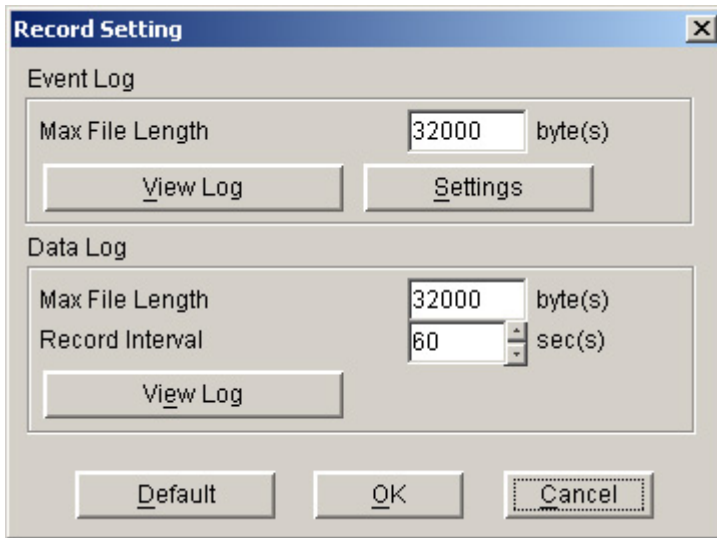 Record Setting
Event Log
Max File Length 32000 byte(s)
View Log Settings
Data Log
Max File Length 32000 byte(s)
Record Interval 60 sec(s)
View Log
Default OK Cancel